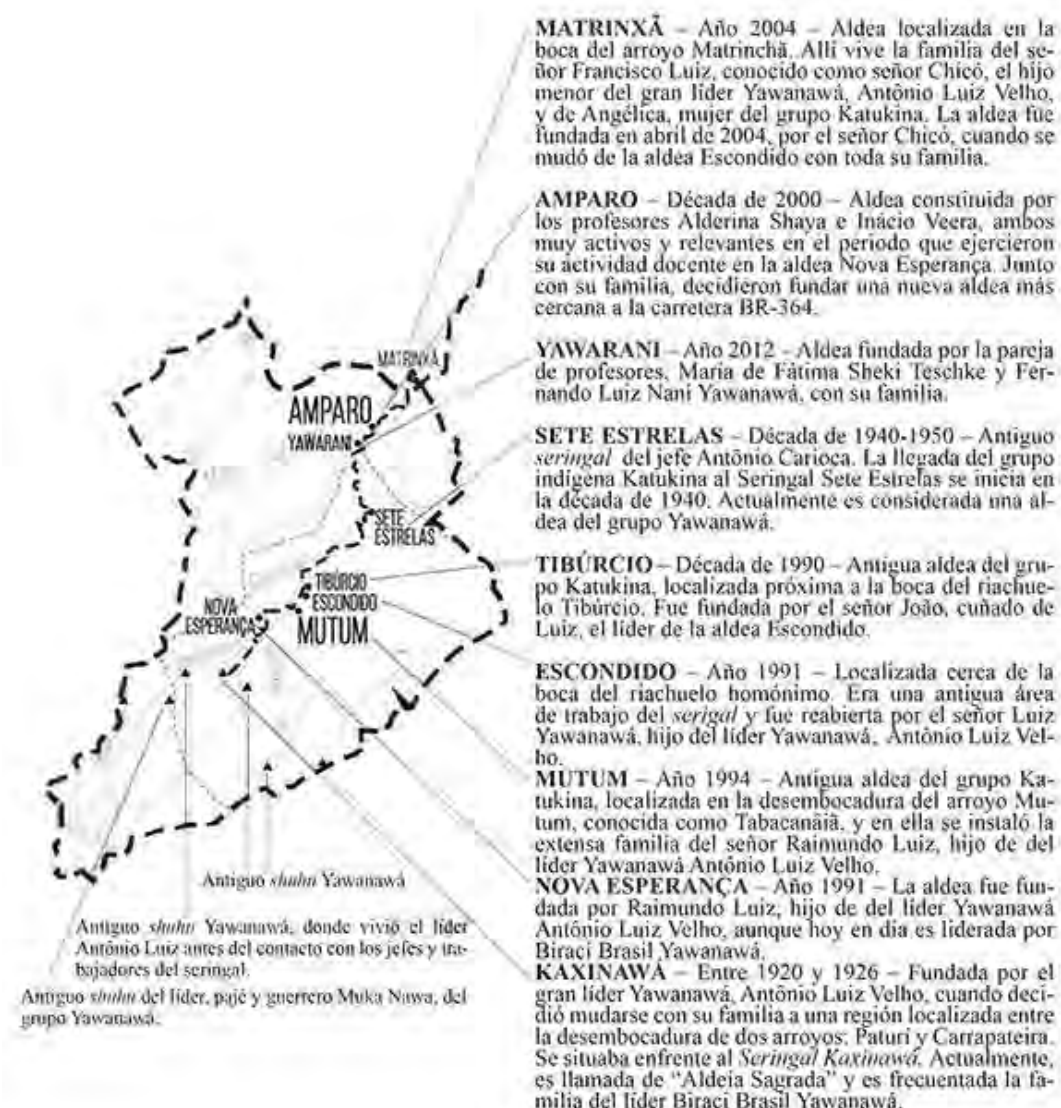 MATRINXÃ – Año 2004 – Aldea localizada en la
boca del arroyo Matrinchã. Allí vive la familia del se-
ñor Francisco Luiz, conocido como señor Chicó, el hijo
menor del gran líder Yawanawá, Antônio Luiz Velho,
y de Angélica, mujer del grupo Katukina. La aldea fue
fundada en abril de 2004, por el señor Chicó, cuando se
mudó de la aldea Escondido con toda su familia.
AMPARO – Década de 2000 – Aldea constituida por
los profesores Alderina Shaya e Inácio Veera, ambos
muy activos y relevantes en el periodo que ejercieron
su actividad docente en la aldea Nova Esperança. Junto
con su familia, decidieron fundar una nueva aldea más
cercana a la carretera BR-364.
YAWARANI – Año 2012 – Aldea fundada por la pareja
de profesores, Maria de Fátima Sheki Teschke y Fer-
nando Luiz Nani Yawanawá, con su familia.
SETE ESTRELAS – Década de 1940-1950 – Antiguo
seringal del jefe Antônio Carioca. La llegada del grupo
indígena Katukina al Seringal Sete Estrelas se inicia en
la década de 1940. Actualmente es considerada una al-
dea del grupo Yawanawá.
TIBÚRCIO – Década de 1990 – Antigua aldea del gru-
po Katukina, localizada próxima a la boca del riachue-
lo Tibúrcio. Fue fundada por el señor João, cuñado de
Luiz, el líder de la aldea Escondido.
ESCONDIDO – Año 1991 – Localizada cerca de la
boca del riachuelo homónimo. Era una antigua área
de trabajo del serigal y fue reabierta por el señor Luiz
Yawanawá, hijo del líder Yawanawá, Antônio Luiz Vel-
ho.
MUTUM – Año 1994 – Antigua aldea del grupo Ka-
tukina, localizada en la desembocadura del arroyo Mu-
tum, conocida como Tabacanãiã, y en ella se instaló la
extensa familia del señor Raimundo Luiz, hijo de del
líder Yawanawá Antônio Luiz Velho.
NOVA ESPERANÇA – Año 1991 – La aldea fue fun-
dada por Raimundo Luiz, hijo de del líder Yawanawá
Antônio Luiz Velho, aunque hoy en día es liderada por
Biraci Brasil Yawanawá.
KAXINAWÁ – Entre 1920 y 1926 – Fundada por el
gran líder Yawanawá, Antônio Luiz Velho, cuando deci-
dió mudarse con su familia a una región localizada entre
la desembocadura de dos arroyos: Paturi y Carrapateira.
Se situaba enfrente al Seringal Kaxinawá. Actualmente,
es llamada de “Aldeia Sagrada” y es frecuentada la fa-
milia del líder Biraci Brasil Yawanawá.
MATRINXÃ
AMPARO
YAWARANI
SETE
ESTRELAS
TIBÚRCIO
ESCONDIDO
NOVA
ESPERANÇA
MUTUM
Antiguo shuhu Yawanawá
Antiguo shuhu Yawanawá, donde vivió el líder
Antônio Luiz antes del contacto con los jefes y tra-
bajadores del seringal.
Antiguo shuhu del líder, pajé y guerrero Muka Nawa, del
grupo Yawanawá.